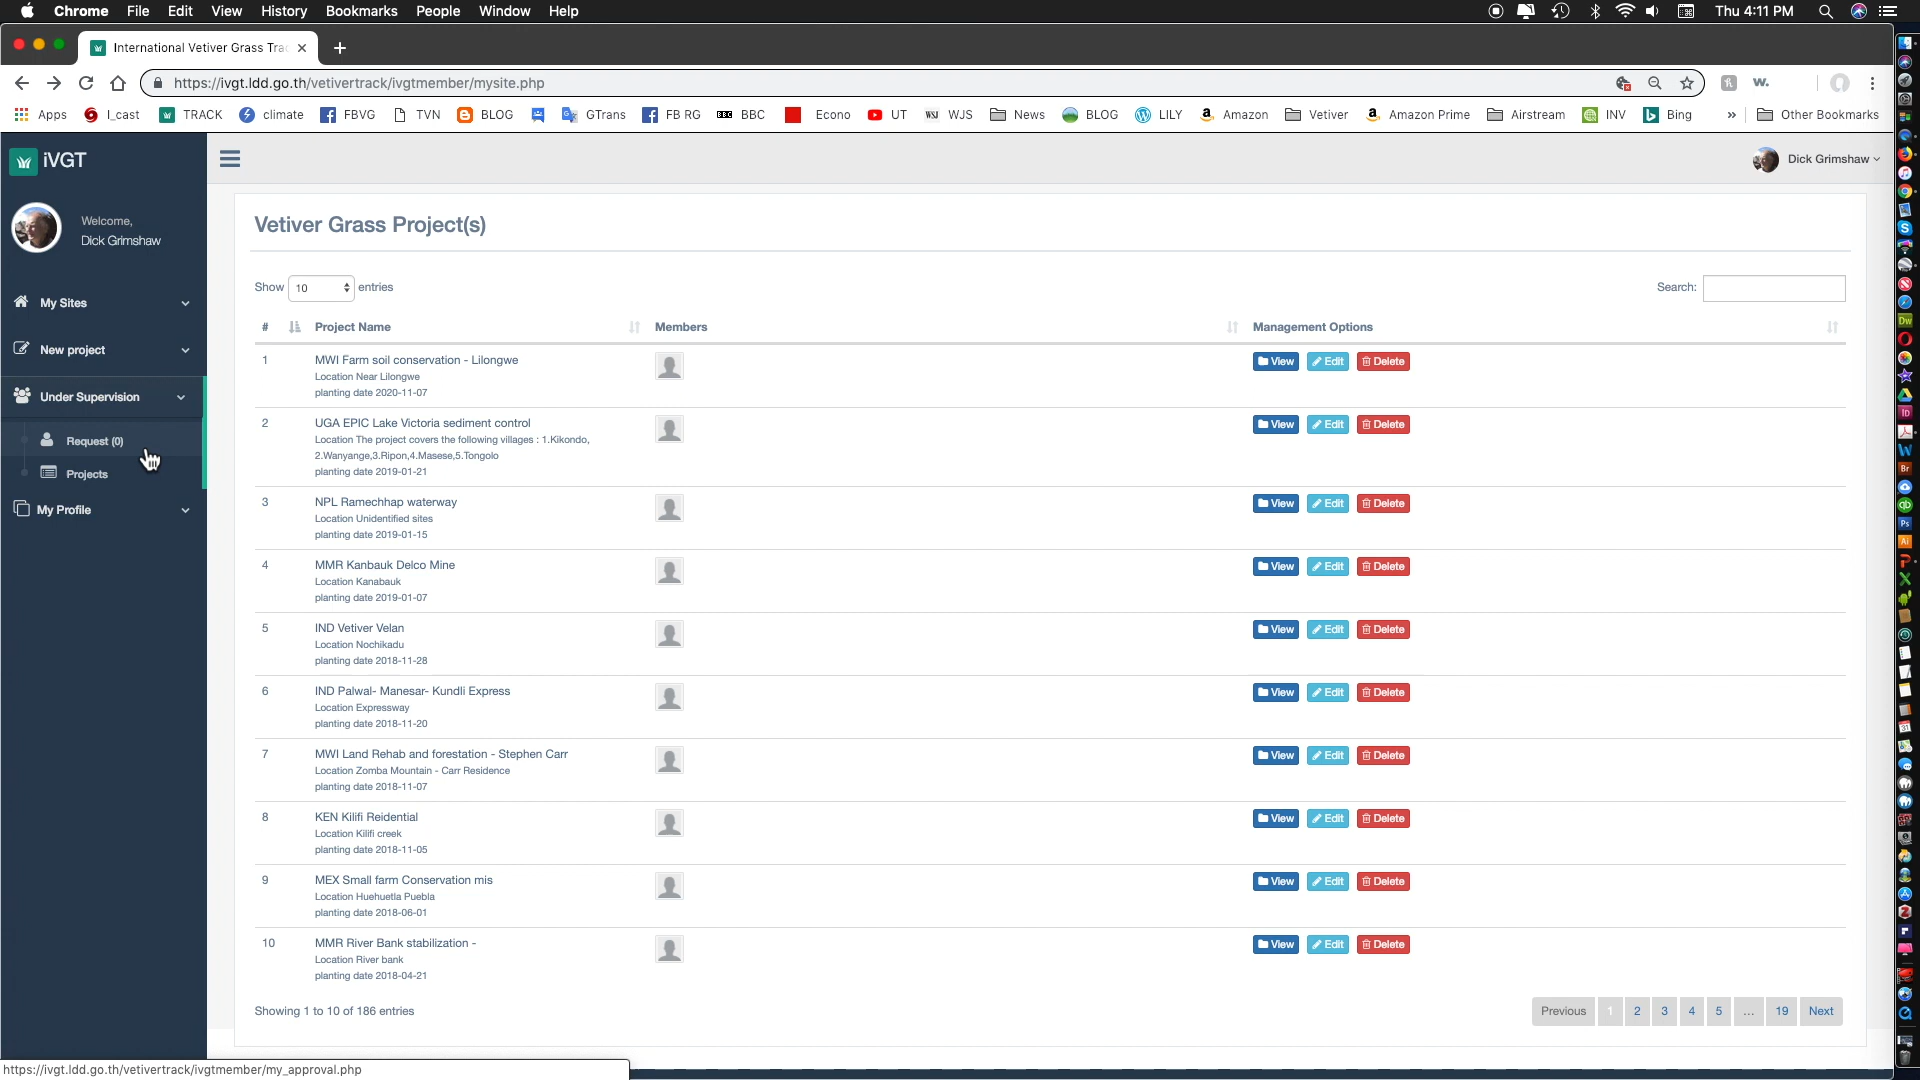 Chrome File Edit View History Bookmarks People Window Help Thu 4:11 PM
International Vetiver Grass Trac
https://ivgt.ldd.go.th/vetivertrack/ivgtmember/mysite.php
Apps I_cast TRACK climate FBVG TVN BLOG GTrans FB RG BBC Econo UT WJS News BLOG LILY Amazon Vetiver Amazon Prime Airstream INV Bing » Other Bookmarks
iVGT
Dick Grimshaw
Welcome,
Dick Grimshaw
My Sites
New project
Under Supervision
Request (0)
Projects
My Profile
Vetiver Grass Project(s)
Show 10 entries Search:
# Project Name Members Management Options
1 MWI Farm soil conservation - Lilongwe View Edit Delete
Location Near Lilongwe
planting date 2020-11-07
2 UGA EPIC Lake Victoria sediment control View Edit Delete
Location The project covers the following villages : 1.Kikondo,
2.Wanyange,3.Ripon,4.Masese,5.Tongolo
planting date 2019-01-21
3 NPL Ramechhap waterway View Edit Delete
Location Unidentified sites
planting date 2019-01-15
4 MMR Kanbauk Delco Mine View Edit Delete
Location Kanabauk
planting date 2019-01-07
5 IND Vetiver Velan View Edit Delete
Location Nochikadu
planting date 2018-11-28
6 IND Palwal- Manesar- Kundli Express View Edit Delete
Location Expressway
planting date 2018-11-20
7 MWI Land Rehab and forestation - Stephen Carr View Edit Delete
Location Zomba Mountain - Carr Residence
planting date 2018-11-07
8 KEN Kilifi Reidential View Edit Delete
Location Kilifi creek
planting date 2018-11-05
9 MEX Small farm Conservation mis View Edit Delete
Location Huehuetla Puebla
planting date 2018-06-01
10 MMR River Bank stabilization - View Edit Delete
Location River bank
planting date 2018-04-21
Showing 1 to 10 of 186 entries Previous 1 2 3 4 5 ... 19 Next
https://ivgt.ldd.go.th/vetivertrack/ivgtmember/my_approval.php